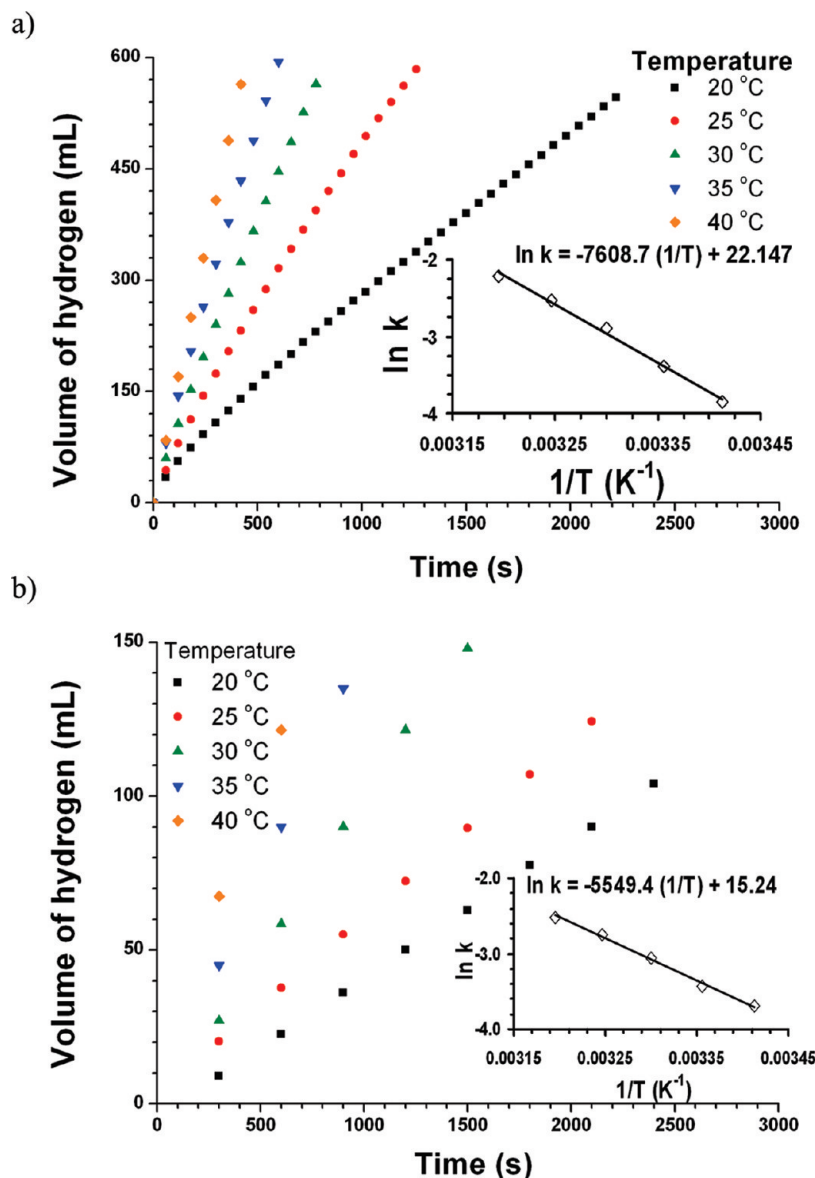 a)
Volume of hydrogen (mL)
600
450
300
150
0
0 500 1000 1500 2000 2500 3000
Time (s)
Temperature
20 °C
25 °C
30 °C
35 °C
40 °C
ln k = -7608.7 (1/T) + 22.147
ln k
-2
-3
-4
0.00315 0.00325 0.00335 0.00345
1/T (K⁻¹)
b)
Volume of hydrogen (mL)
150
100
50
0
0 500 1000 1500 2000 2500 3000
Time (s)
Temperature
20 °C
25 °C
30 °C
35 °C
40 °C
ln k = -5549.4 (1/T) + 15.24
ln k
-2.0
-3.0
-4.0
0.00315 0.00325 0.00335 0.00345
1/T (K⁻¹)